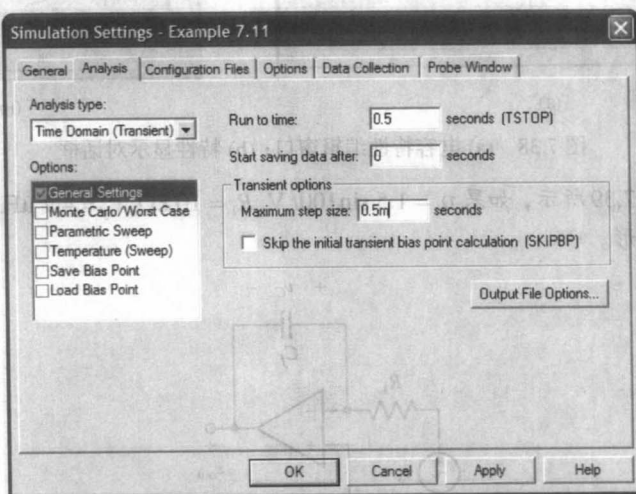 Simulation Settings - Example 7.11
General Analysis Configuration Files Options Data Collection Probe Window
Analysis type:
Time Domain (Transient)
Run to time: 0.5 seconds (TSTOP)
Start saving data after: 0 seconds
Options:
General Settings
Monte Carlo/Worst Case
Parametric Sweep
Temperature (Sweep)
Save Bias Point
Load Bias Point
Transient options
Maximum step size: 0.5m seconds
Skip the initial transient bias point calculation (SKIPBP)
Output File Options...
OK Cancel Apply Help